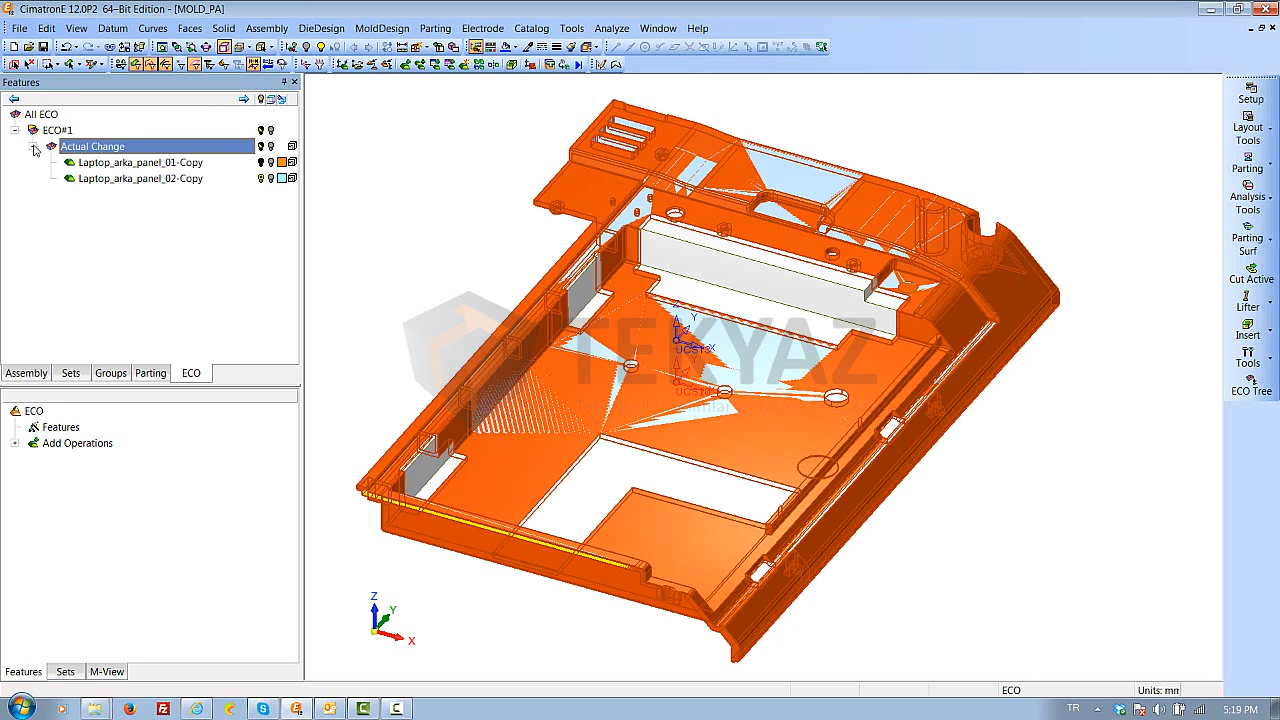 CimatronE 12.0P2 64–Bit Edition - [MOLD_PA]
File Edit View Datum Curves Faces Solid Assembly DieDesign MoldDesign Parting Electrode Catalog Tools Analyze Window Help
Features
All ECO
ECO#1
Actual Change
Laptop_arka_panel_01-Copy
Laptop_arka_panel_02-Copy
Assembly Sets Groups Parting ECO
ECO
Features
Add Operations
Features Sets M-View
TEKYAZ
Z
Y
X
Setup
Layout
Tools
Parting
Analysis
Tools
Parting
Surf
Cut Active
Lifter
Insert
Tools
ECO Tree
ECO
Units: mm
TR
5:19 PM